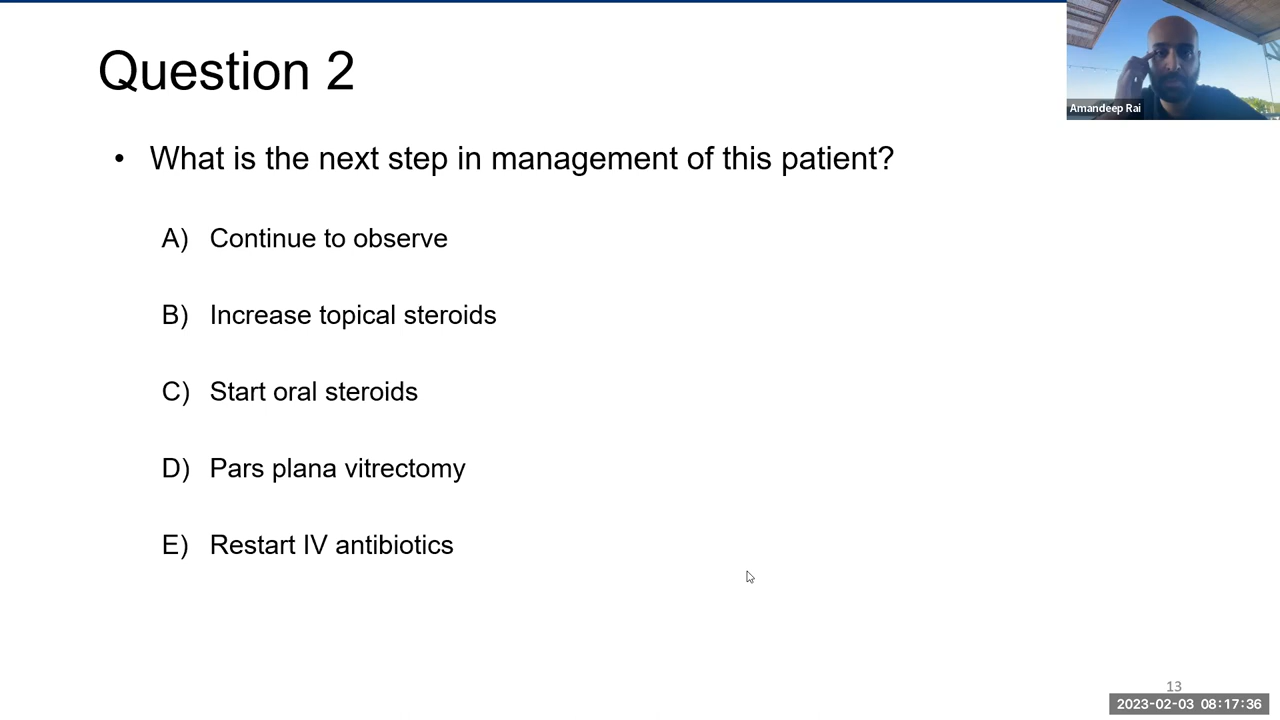 Question 2
Amandeep Rai
• What is the next step in management of this patient?
A) Continue to observe
B) Increase topical steroids
C) Start oral steroids
D) Pars plana vitrectomy
E) Restart IV antibiotics
13
2023-02-03 08:17:36